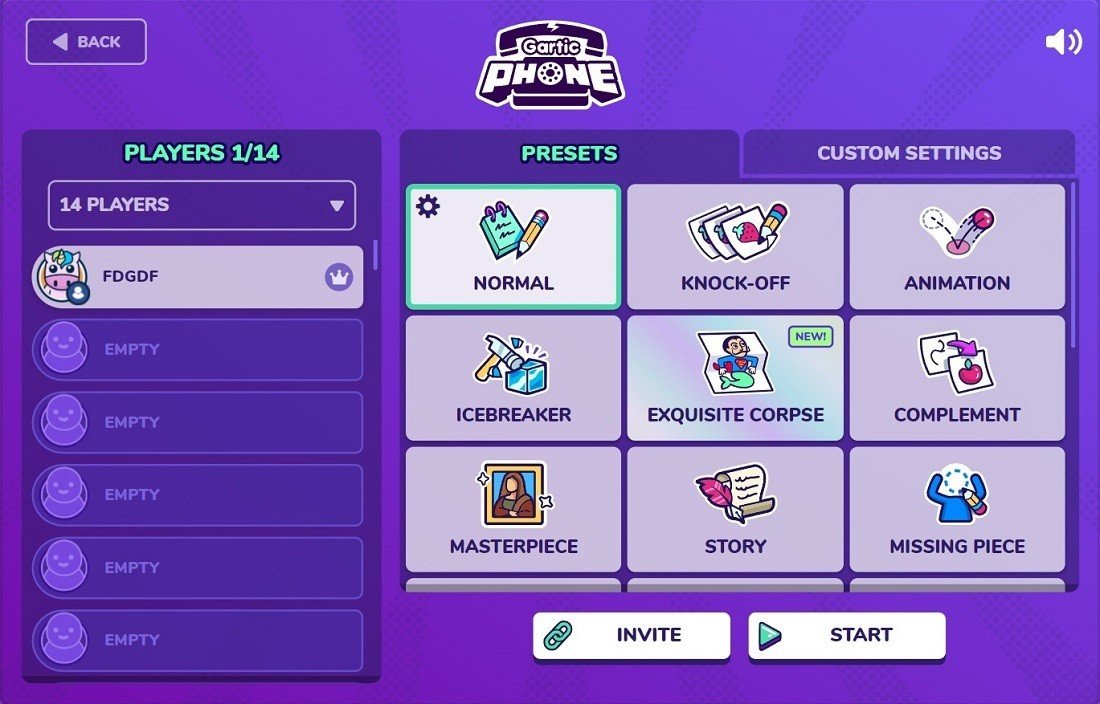 BACK
Gartic
PHONE
PLAYERS 1/14
14 PLAYERS
FDGDF
EMPTY
EMPTY
EMPTY
EMPTY
EMPTY
PRESETS
CUSTOM SETTINGS
NORMAL
KNOCK-OFF
ANIMATION
ICEBREAKER
NEW!
EXQUISITE CORPSE
COMPLEMENT
MASTERPIECE
STORY
MISSING PIECE
INVITE
START